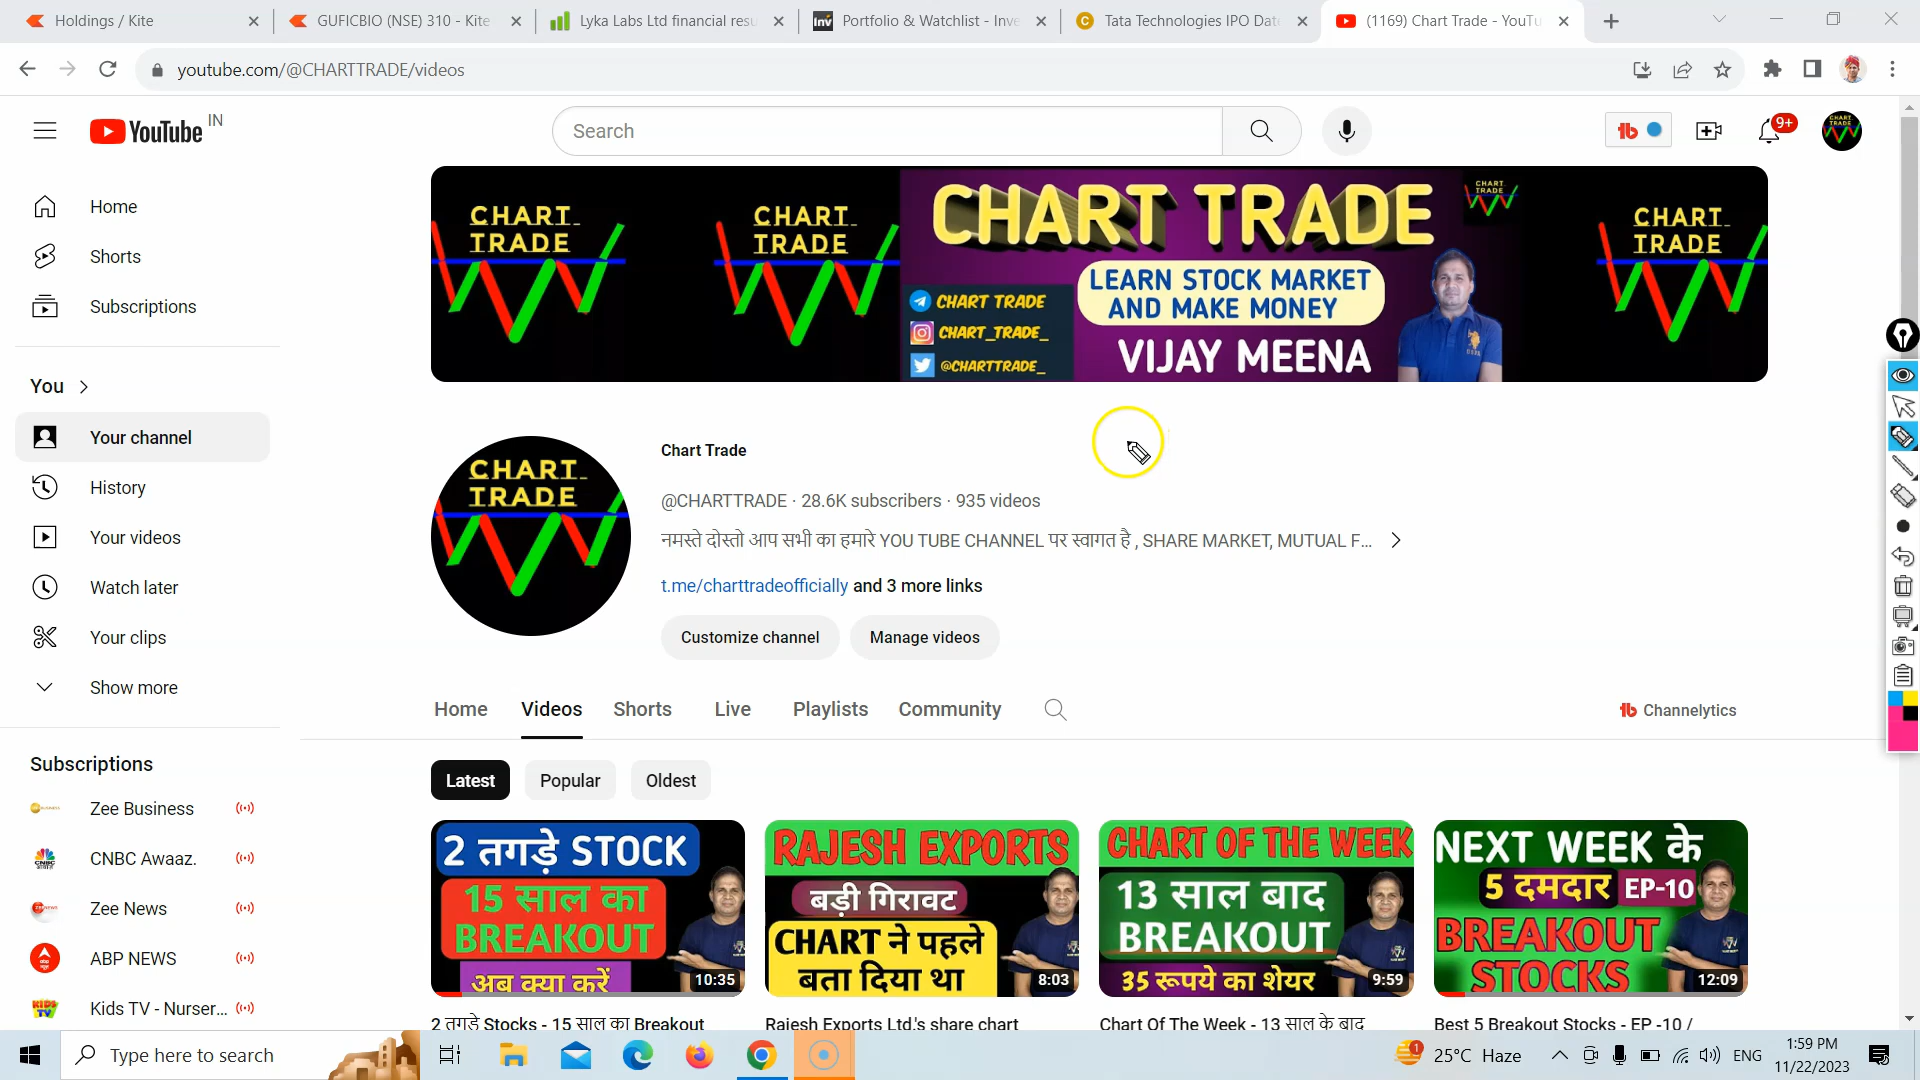 Holdings / Kite
GUFICBIO (NSE) 310 - Kite
Lyka Labs Ltd financial resu
Portfolio & Watchlist - Inve
Tata Technologies IPO Date
(1169) Chart Trade - YouTu
youtube.com/@CHARTTRADE/videos
YouTube IN
Search
9+
Home
Shorts
Subscriptions
You
Your channel
History
Your videos
Watch later
Your clips
Show more
Subscriptions
Zee Business
CNBC Awaaz.
Zee News
ABP NEWS
Kids TV - Nurser...
CHART
TRADE
CHART
TRADE
CHART TRADE
CHART
TRADE
LEARN STOCK MARKET
AND MAKE MONEY
VIJAY MEENA
CHART TRADE
CHART_TRADE_
@CHARTTRADE_
CHART
TRADE
CHART
TRADE
Chart Trade
@CHARTTRADE · 28.6K subscribers · 935 videos
नमस्ते दोस्तो आप सभी का हमारे YOU TUBE CHANNEL पर स्वागत है , SHARE MARKET, MUTUAL F...
t.me/charttradeofficially and 3 more links
Customize channel
Manage videos
Home
Videos
Shorts
Live
Playlists
Community
Channelytics
Latest
Popular
Oldest
2 तगड़े STOCK
15 साल का
BREAKOUT
अब क्या करें
10:35
2 तगड़े Stocks - 15 साल का Breakout
RAJESH EXPORTS
बड़ी गिरावट
CHART ने पहले
बता दिया था
8:03
Rajesh Exports Ltd.'s share chart
CHART OF THE WEEK
13 साल बाद
BREAKOUT
35 रूपये का शेयर
9:59
Chart Of The Week - 13 साल के बाद
NEXT WEEK के
5 दमदार EP-10
BREAKOUT
STOCKS
12:09
Best 5 Breakout Stocks - EP -10 /
Type here to search
25°C Haze
ENG
1:59 PM
11/22/2023